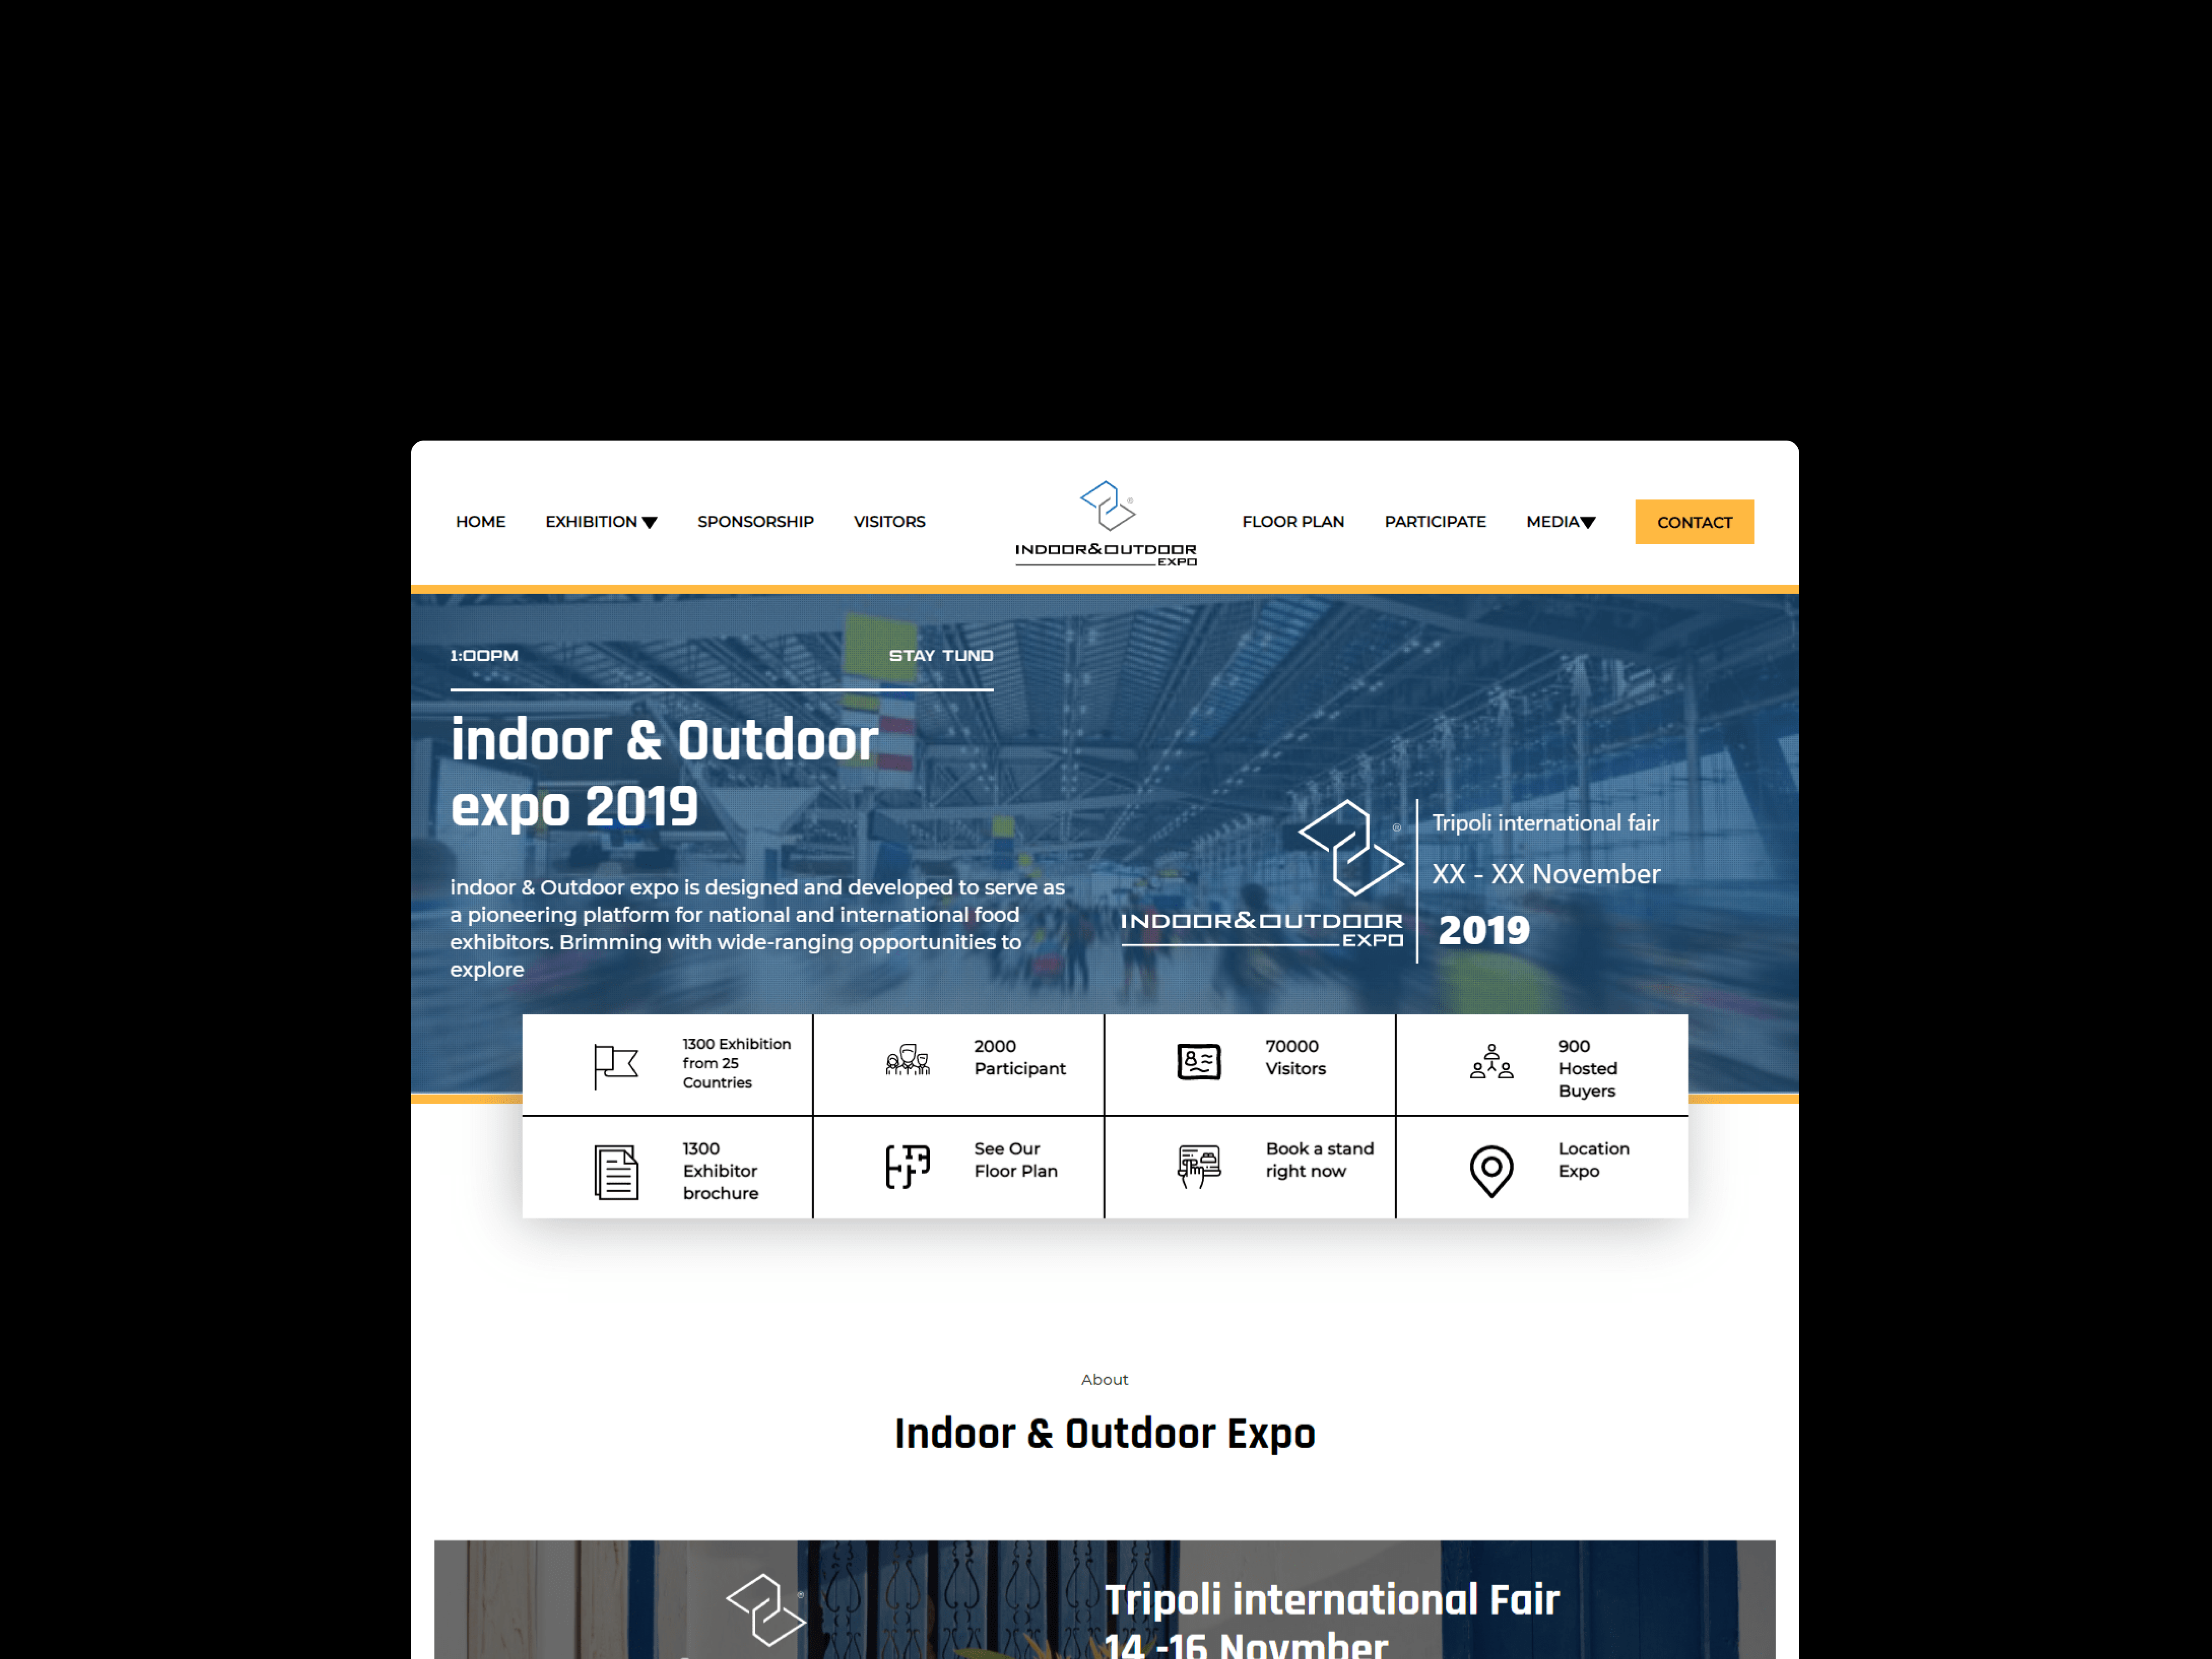 HOME EXHIBITION SPONSORSHIP VISITORS
INDOOR&OUTDOOR
EXPO
FLOOR PLAN PARTICIPATE MEDIA CONTACT
1:00PM STAY TUND
indoor & Outdoor
expo 2019
indoor & Outdoor expo is designed and developed to serve as
a pioneering platform for national and international food
exhibitors. Brimming with wide-ranging opportunities to
explore
®
INDOOR&OUTDOOR
EXPO
Tripoli international fair
XX - XX November
2019
1300 Exhibition
from 25
Countries
2000
Participant
70000
Visitors
900
Hosted
Buyers
1300
Exhibitor
brochure
See Our
Floor Plan
Book a stand
right now
Location
Expo
About
Indoor & Outdoor Expo
Tripoli international Fair
14 -16 Novmber